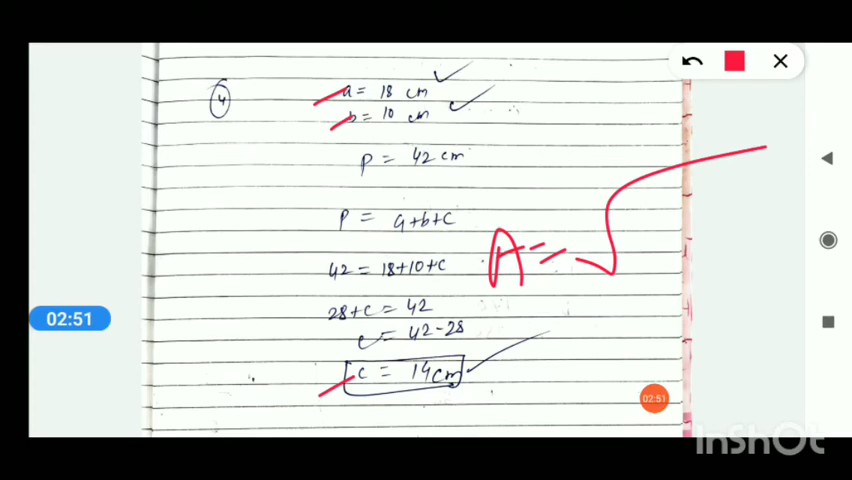 4
a = 18 cm
b = 10 cm
P = 42 cm
P = a+b+c
42 = 18+10+c
28+c = 42
c = 42-28
c = 14cm
A = √
02:51
02:51
InShOt